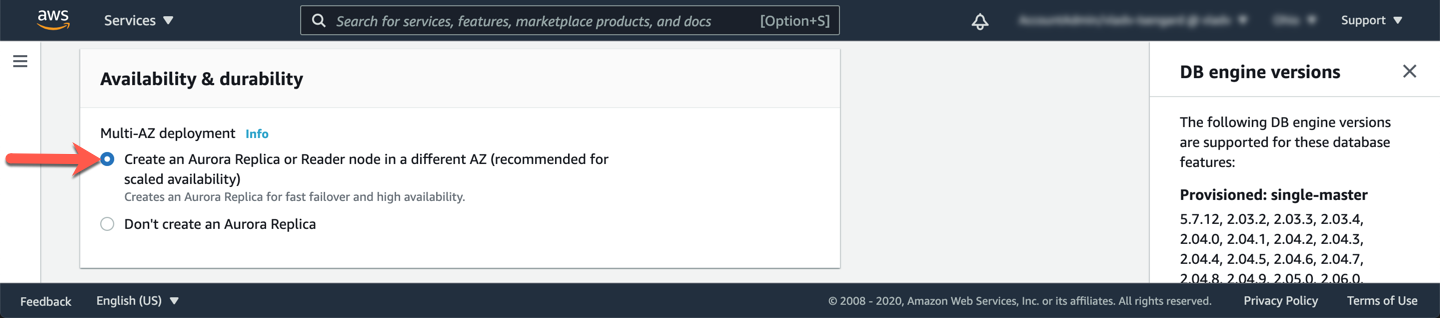 aws
Services
Search for services, features, marketplace products, and docs
[Option+S]
Support
Availability & durability
Multi-AZ deployment Info
Create an Aurora Replica or Reader node in a different AZ (recommended for
scaled availability)
Creates an Aurora Replica for fast failover and high availability.
Don't create an Aurora Replica
DB engine versions
The following DB engine versions
are supported for these database
features:
Provisioned: single-master
5.7.12, 2.03.2, 2.03.3, 2.03.4,
2.04.0, 2.04.1, 2.04.2, 2.04.3,
2.04.4, 2.04.5, 2.04.6, 2.04.7,
2.04.8, 2.04.9, 2.05.0, 2.06.0,
Feedback
English (US)
© 2008 - 2020, Amazon Web Services, Inc. or its affiliates. All rights reserved.
Privacy Policy
Terms of Use